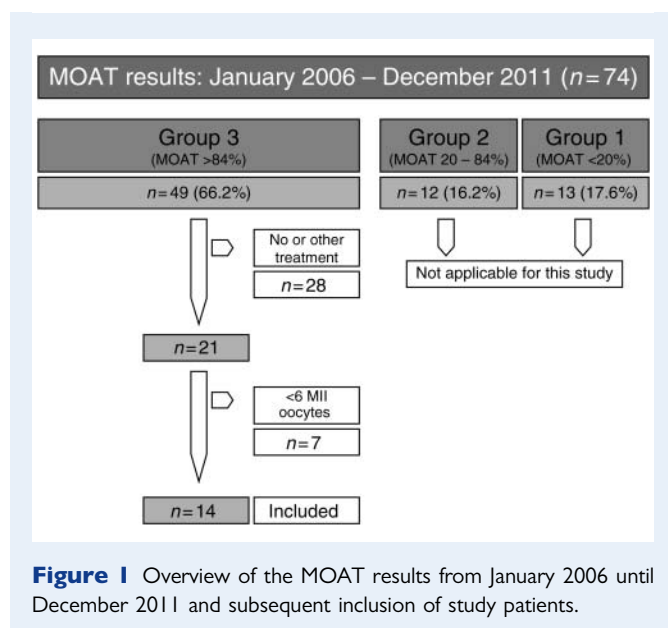 MOAT results: January 2006 – December 2011 (n=74)
Group 3
(MOAT >84%)
n=49 (66.2%)
Group 2
(MOAT 20 – 84%)
n=12 (16.2%)
Group 1
(MOAT <20%)
n=13 (17.6%)
No or other
treatment
n=28
Not applicable for this study
n=21
<6 MII
oocytes
n=7
n=14
Included
Figure 1 Overview of the MOAT results from January 2006 until
December 2011 and subsequent inclusion of study patients.